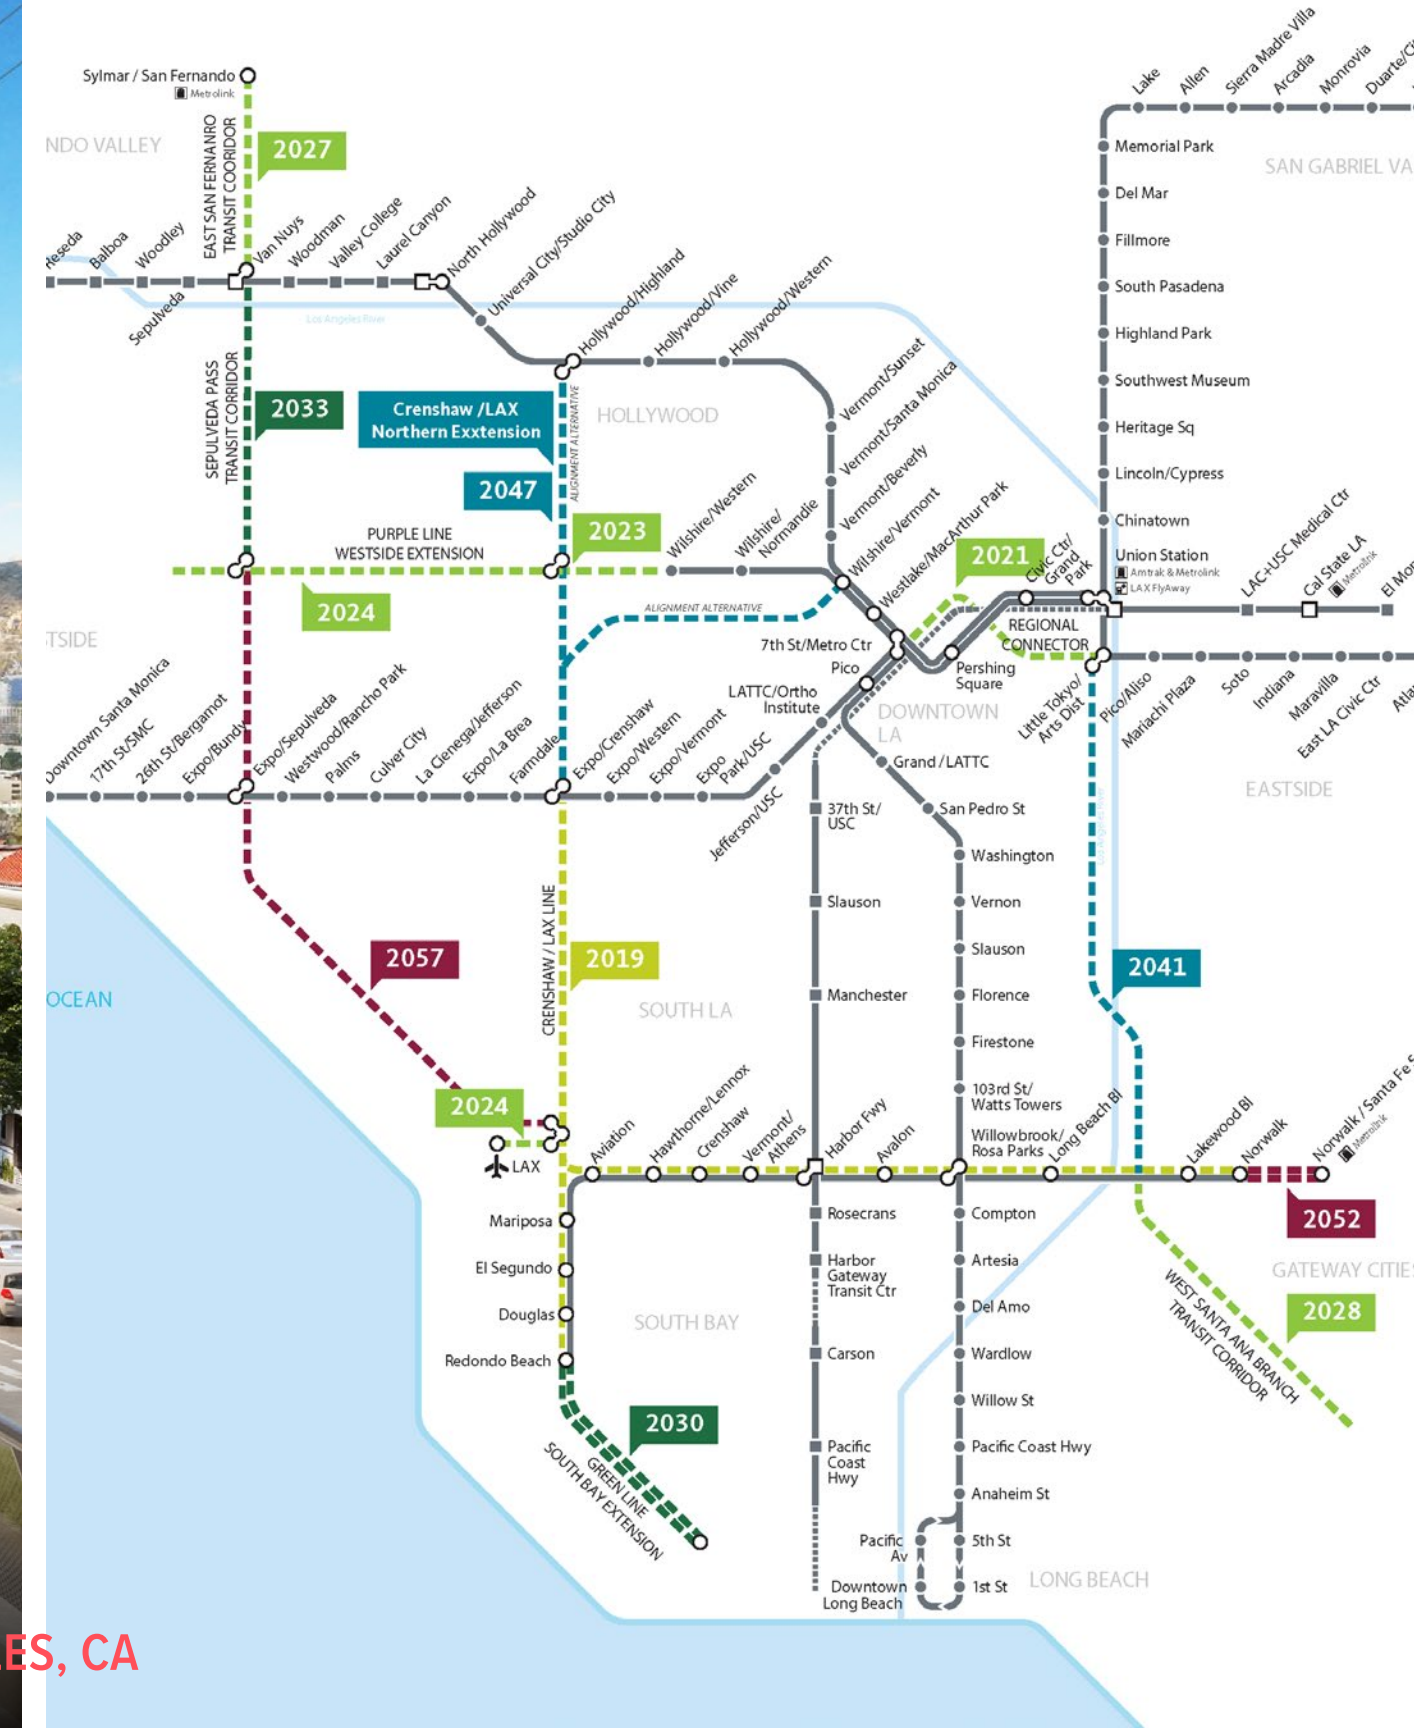 Sylmar / San Fernando
Metrolink
NDO VALLEY
EAST SAN FERNANRO
TRANSIT COORIDOR
2027
Reseda
Balboa
Woodley
Sepulveda
Van Nuys
Woodman
Valley College
Laurel Canyon
North Hollywood
Universal City/Studio City
Los Angeles River
Hollywood/Highland
Hollywood/Vine
Hollywood/Western
HOLLYWOOD
Vermont/Sunset
Vermont/Santa Monica
Vermont/Beverly
Wilshire/Vermont
SEPULVEDA PASS
TRANSIT CORRIDOR
2033
Crenshaw /LAX
Northern Exxtension
ALIGNMENT ALTERNATIVE
2047
PURPLE LINE
WESTSIDE EXTENSION
2023
2024
Wilshire/Western
Wilshire/
Normandie
Westlake/MacArthur Park
ALIGNMENT ALTERNATIVE
2021
Civic Ctr/
Grand
Park
REGIONAL
CONNECTOR
7th St/Metro Ctr
Pico
LATTC/Ortho
Institute
Pershing
Square
DOWNTOWN
LA
Little Tokyo/
Arts Dist
Lake
Allen
Sierra Madre Villa
Arcadia
Monrovia
SAN GABRIEL VA
Memorial Park
Del Mar
Fillmore
South Pasadena
Highland Park
Southwest Museum
Heritage Sq
Lincoln/Cypress
Chinatown
Union Station
Amtrak & Metrolink
LAX FlyAway
LAC+USC Medical Ctr
Cal State LA
Metrolink
El Mon
Pico/Aliso
Mariachi Plaza
Soto
Indiana
Maravilla
East LA Civic Ctr
EASTSIDE
TSIDE
Downtown Santa Monica
17th St/SMC
26th St/Bergamot
Expo/Bundy
Expo/Sepulveda
Westwood/Rancho Park
Palms
Culver City
La Cienega/Jefferson
Expo/La Brea
Farmdale
Expo/Crenshaw
Expo/Western
Expo/Vermont
Expo
Park/USC
Jefferson/USC
Grand /LATTC
San Pedro St
Washington
Vernon
Slauson
Florence
Firestone
103rd St/
Watts Towers
Willowbrook/
Rosa Parks
37th St/
USC
Slauson
Manchester
2057
CRENSHAW / LAX LINE
2019
SOUTH LA
OCEAN
2041
Los Angeles River
2024
LAX
Aviation
Hawthorne/Lennox
Crenshaw
Vermont/
Athens
Harbor Fwy
Avalon
Long Beach Bl
Lakewood Bl
Norwalk
Norwalk / Santa Fe S
Metrolink
2052
GATEWAY CITIES
2028
WEST SANTA ANA BRANCH
TRANSIT CORRIDOR
Mariposa
El Segundo
Douglas
Redondo Beach
SOUTH BAY
2030
GREEN LINE
SOUTH BAY EXTENSION
Rosecrans
Harbor
Gateway
Transit Ctr
Carson
Pacific
Coast
Hwy
Compton
Artesia
Del Amo
Wardlow
Willow St
Pacific Coast Hwy
Anaheim St
Pacific
Av
5th St
Downtown
Long Beach
1st St
LONG BEACH
ES, CA